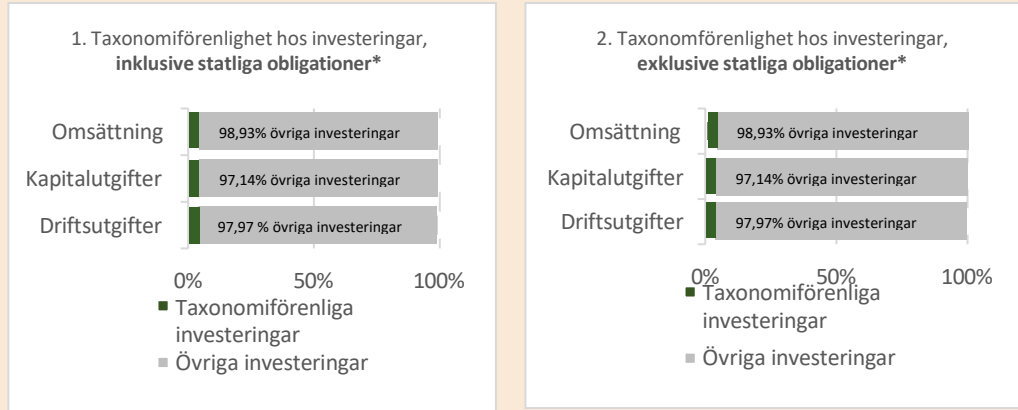 1. Taxonomiförenlighet hos investeringar,
inklusive statliga obligationer*
Omsättning
98,93% övriga investeringar
Kapitalutgifter
97,14% övriga investeringar
Driftsutgifter
97,97 % övriga investeringar
0% 50% 100%
Taxonomiförenliga
investeringar
Övriga investeringar
2. Taxonomförenlighet hos investeringar,
exklusive statliga obligationer*
Omsättning
98,93% övriga investeringar
Kapitalutgifter
97,14% övriga investeringar
Driftsutgifter
97,97% övriga investeringar
0% 50% 100%
Taxonomiförenliga
investeringar
Övriga investeringar